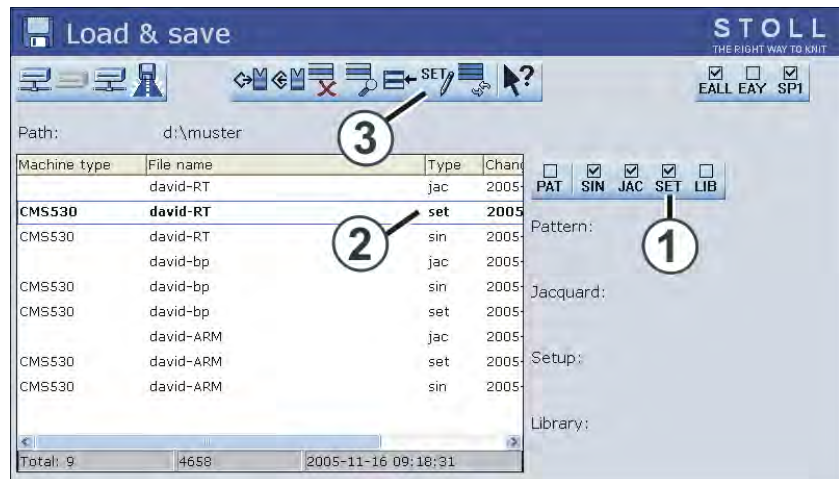 Load & save
STOLL
THE RIGHT WAY TO KNIT
SET
?
EALL EAY SP1
Path: d:\muster
3
Machine type File name Type Chang
david-RT jac 2005-
CMS530 david-RT set 2005
CMS530 david-RT sin 2005-
david-bp jac 2005-
CMS530 david-bp sin 2005-
CMS530 david-bp set 2005-
david-ARM jac 2005-
CMS530 david-ARM set 2005-
CMS530 david-ARM sin 2005-
2
Total: 9 4658 2005-11-16 09:18:31
PAT SIN JAC SET LIB
1
Pattern:
Jacquard:
Setup:
Library: